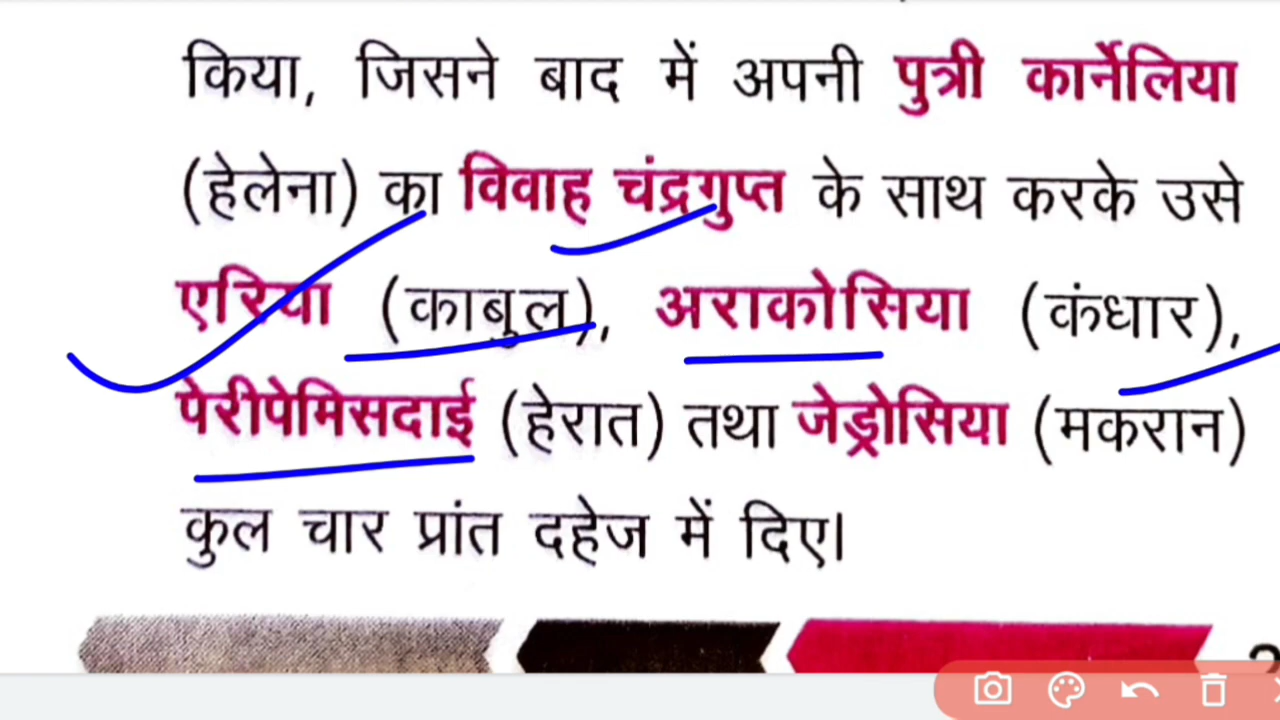 किया, जिसने बाद में अपनी पुत्री कार्नेलिया
(हेलेना) का विवाह चंद्रगुप्त के साथ करके उसे
एरिया (काबुल), अराकोसिया (कंधार),
पेरीपेमिसदाई (हेरात) तथा जेड्रोसिया (मकरान)
कुल चार प्रांत दहेज में दिए।